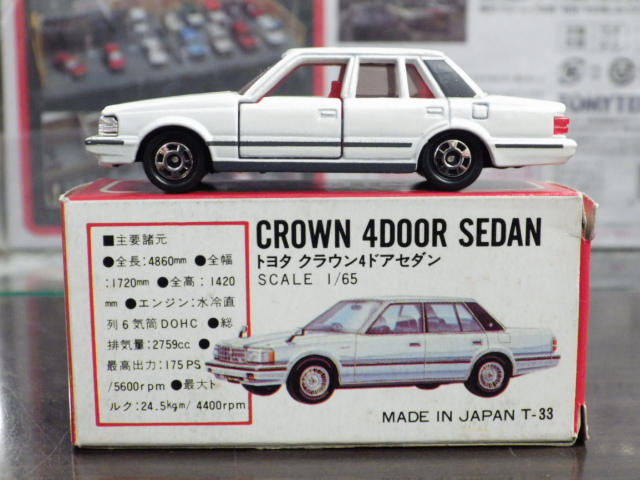 CROWN 4DOOR SEDAN
トヨタ クラウン4ドアセダン
SCALE 1/65
■主要諸元
●全長:4860mm ●全幅
:1720mm ●全高:1420
mm ●エンジン:水冷直
列6気筒DOHC ●総
排気量:2759cc ●
最高出力:175PS
/5600rpm ●最大ト
ルク:24.5kgm/4400rpm
MADE IN JAPAN T-33